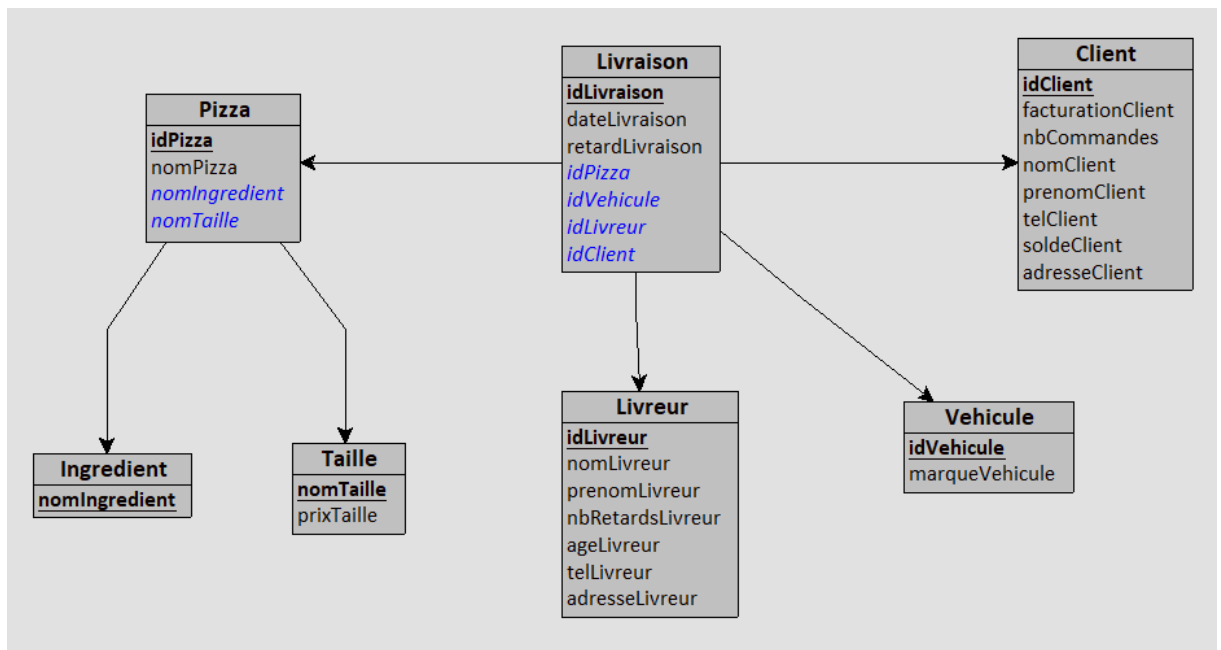 Pizza
idPizza
nomPizza
nomIngredient
nomTaille
Livraison
idLivraison
dateLivraison
retardLivraison
idPizza
idVehicule
idLivreur
idClient
Client
idClient
facturationClient
nbCommandes
nomClient
prenomClient
telClient
soldeClient
adresseClient
Ingredient
nomIngredient
Taille
nomTaille
prixTaille
Livreur
idLivreur
nomLivreur
prenomLivreur
nbRetardsLivreur
ageLivreur
telLivreur
adresseLivreur
Vehicule
idVehicule
marqueVehicule